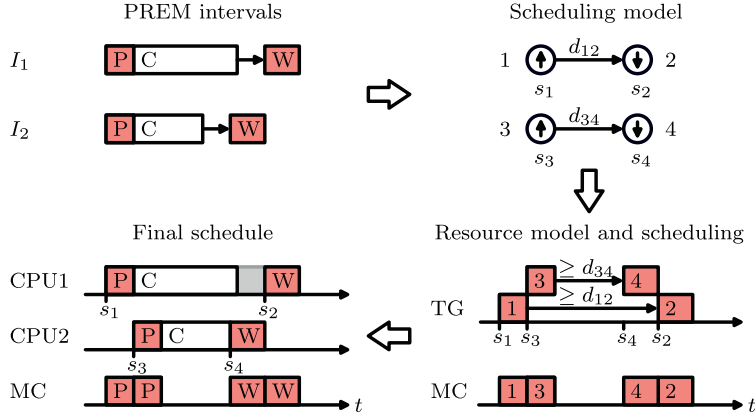 PREM intervals
I1 P C W
I2 P C W
Scheduling model
1 d12 2
s1 s2
3 d34 4
s3 s4
Final schedule
CPU1 P C W
s1 s2
CPU2 P C W
s3 s4
MC P P W W t
Resource model and scheduling
3 ≥ d34 4
TG 1 ≥ d12 2
s1 s3 s4 s2
MC 1 3 4 2 t